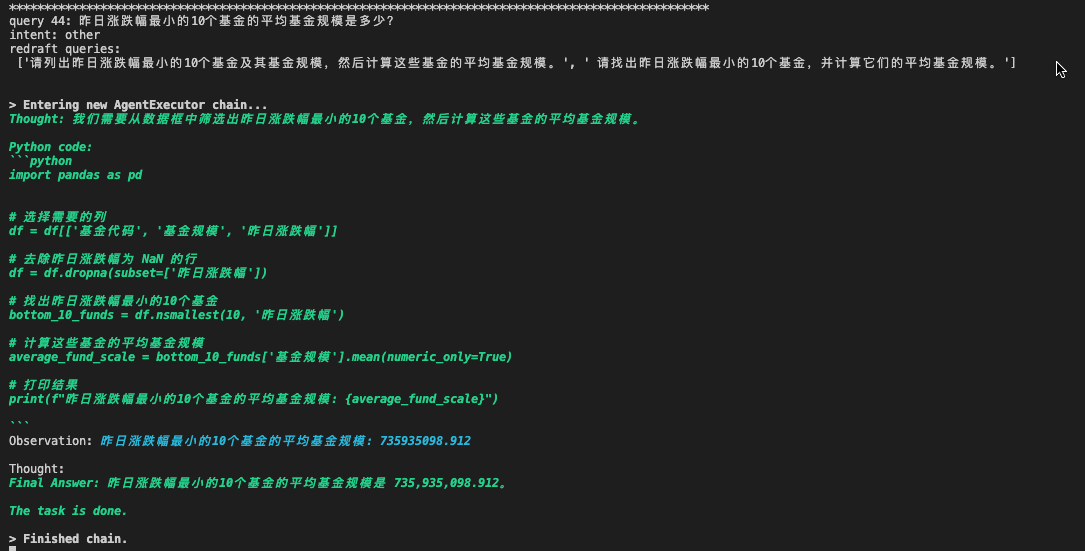 ****************************************************************************************************
query 44: 昨日涨跌幅最小的10个基金的平均基金规模是多少?
intent: other
redraft queries:
['请列出昨日涨跌幅最小的10个基金及其基金规模，然后计算这些基金的平均基金规模。', ' 请找出昨日涨跌幅最小的10个基金，并计算它们的平均基金规模。']
> Entering new AgentExecutor chain...
Thought: 我们需要从数据框中筛选出昨日涨跌幅最小的10个基金，然后计算这些基金的平均基金规模。
Python code:
```python
import pandas as pd
# 选择需要的列
df = df[['基金代码', '基金规模', '昨日涨跌幅']]
# 去除昨日涨跌幅为 NaN 的行
df = df.dropna(subset=['昨日涨跌幅'])
# 找出昨日涨跌幅最小的10个基金
bottom_10_funds = df.nsmallest(10, '昨日涨跌幅')
# 计算这些基金的平均基金规模
average_fund_scale = bottom_10_funds['基金规模'].mean(numeric_only=True)
# 打印结果
print(f"昨日涨跌幅最小的10个基金的平均基金规模: {average_fund_scale}")
```
Observation: 昨日涨跌幅最小的10个基金的平均基金规模: 735935098.912
Thought:
Final Answer: 昨日涨跌幅最小的10个基金的平均基金规模是 735,935,098.912。
The task is done.
> Finished chain.